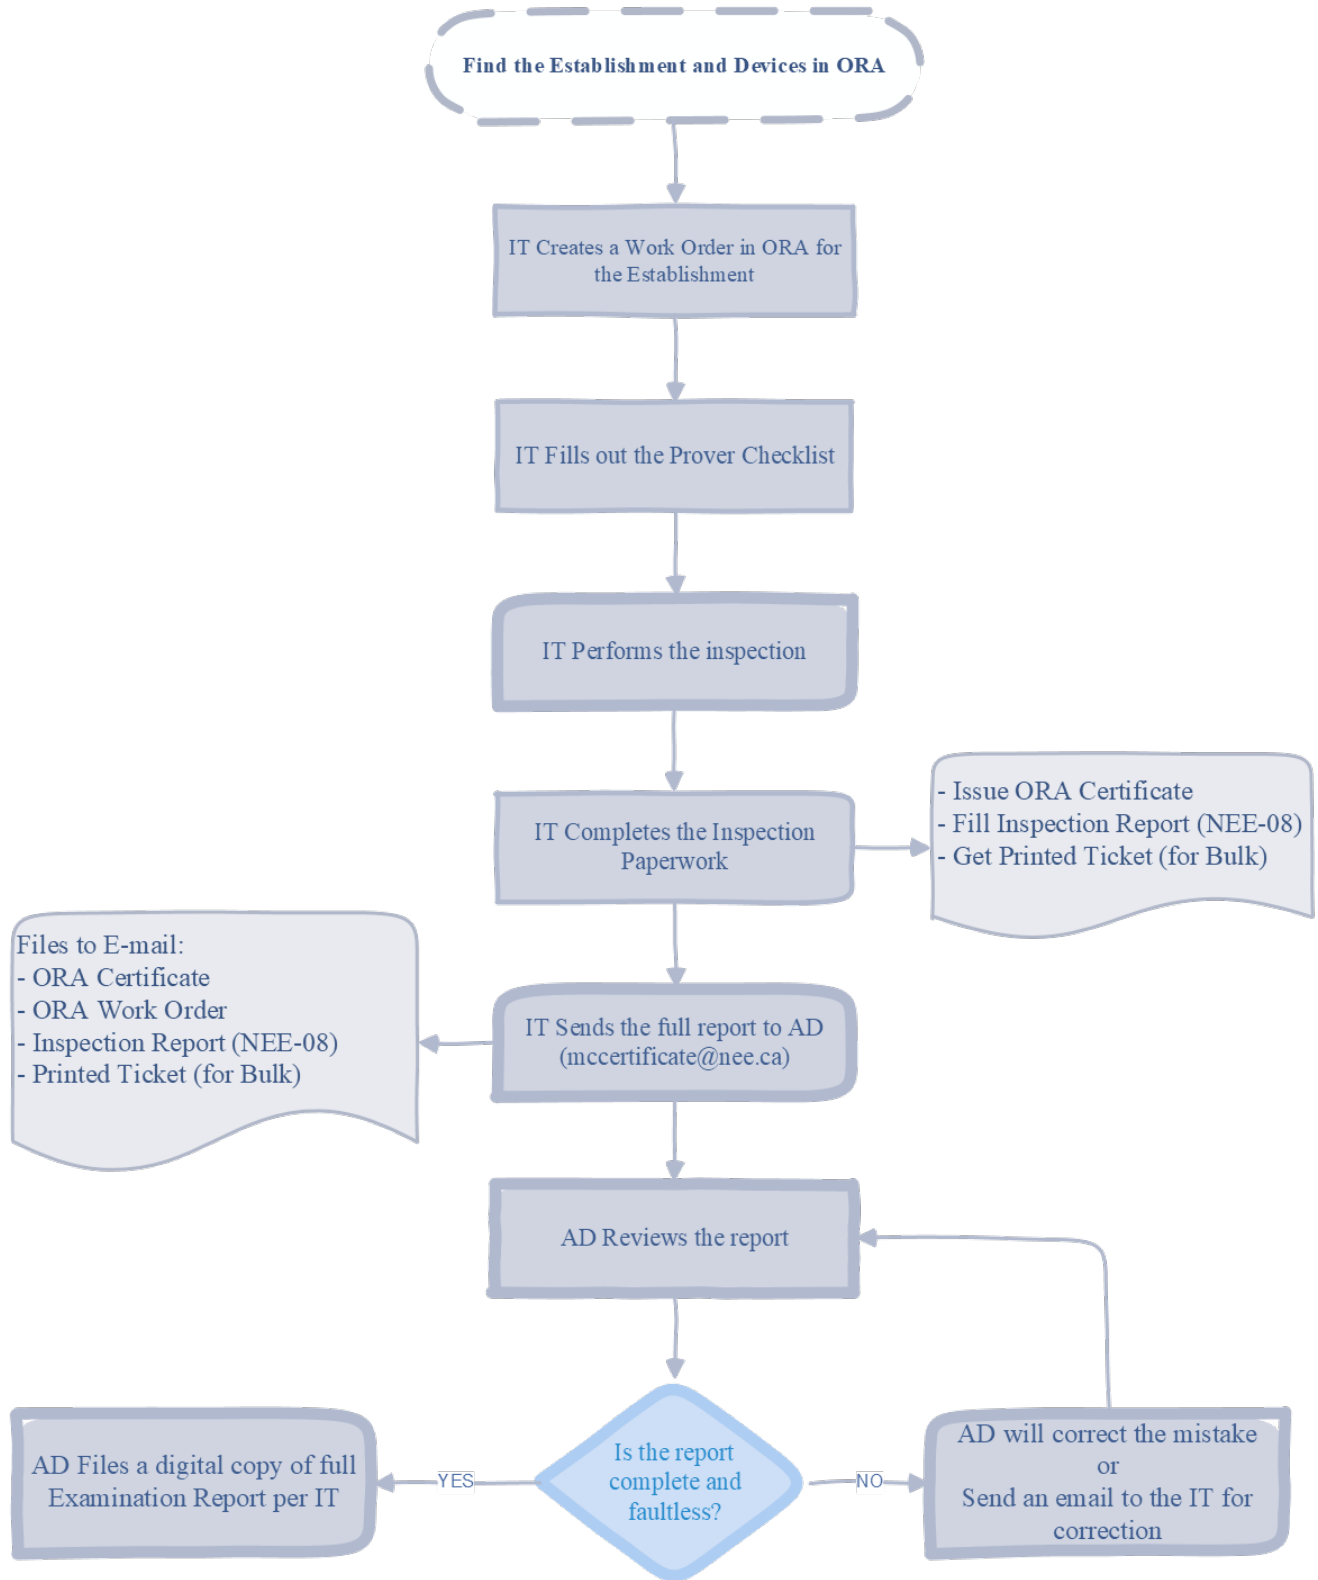 Find the Establishment and Devices in ORA
IT Creates a Work Order in ORA for
the Establishment
IT Fills out the Prover Checklist
IT Performs the inspection
IT Completes the Inspection
Paperwork
- Issue ORA Certificate
- Fill Inspection Report (NEE-08)
- Get Printed Ticket (for Bulk)
Files to E-mail:
- ORA Certificate
- ORA Work Order
- Inspection Report (NEE-08)
- Printed Ticket (for Bulk)
IT Sends the full report to AD
(mccertificate@nee.ca)
AD Reviews the report
Is the report
complete and
faultless?
YES
AD Files a digital copy of full
Examination Report per IT
NO
AD will correct the mistake
or
Send an email to the IT for
correction